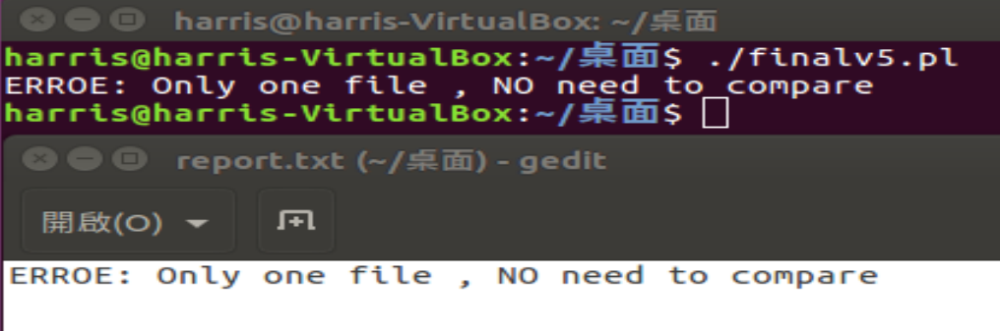 harris@harris-VirtualBox: ~/桌面
harris@harris-VirtualBox:~/桌面$ ./finalv5.pl
ERROE: Only one file , NO need to compare
harris@harris-VirtualBox:~/桌面$
report.txt (~/桌面) - gedit
開啟(O)
ERROE: Only one file , NO need to compare